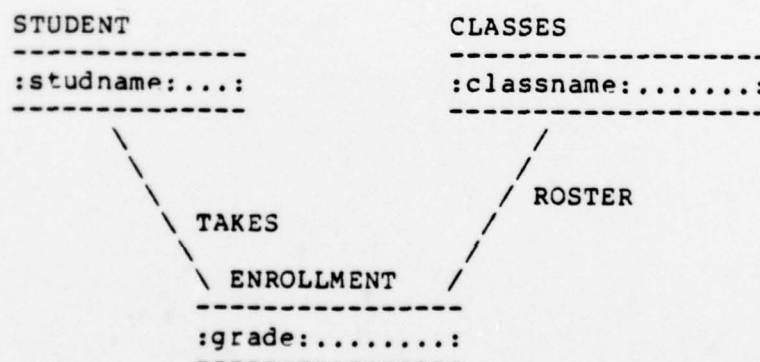 STUDENT CLASSES
:studname:...: :classname:.......:
ROSTER
TAKES
ENROLLMENT
:grade:........: